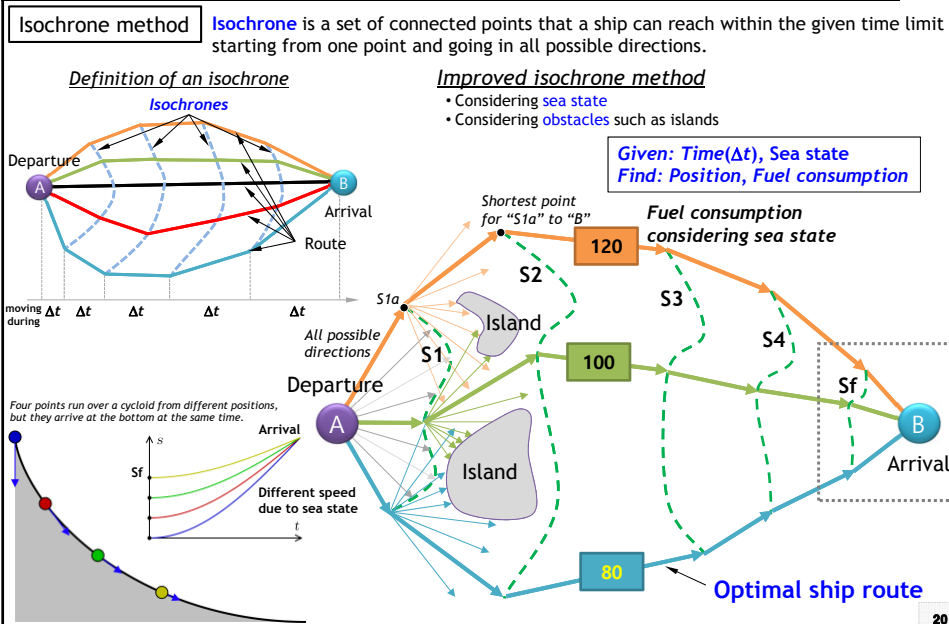 Isochrone method
Isochrone is a set of connected points that a ship can reach within the given time limit
starting from one point and going in all possible directions.
Definition of an isochrone
Isochrones
Departure
A
B
Arrival
Route
moving
during
Δt
Δt
Δt
Δt
Δt
Improved isochrone method
• Considering sea state
• Considering obstacles such as islands
Given: Time(Δt), Sea state
Find: Position, Fuel consumption
Shortest point
for “S1a” to “B”
Fuel consumption
considering sea state
120
S1a
S2
S3
S4
Island
All possible
directions
S1
100
Sf
Departure
A
B
Arrival
Island
80
Optimal ship route
Four points run over a cycloid from different positions,
but they arrive at the bottom at the same time.
s
Arrival
Sf
Different speed
due to sea state
t
20